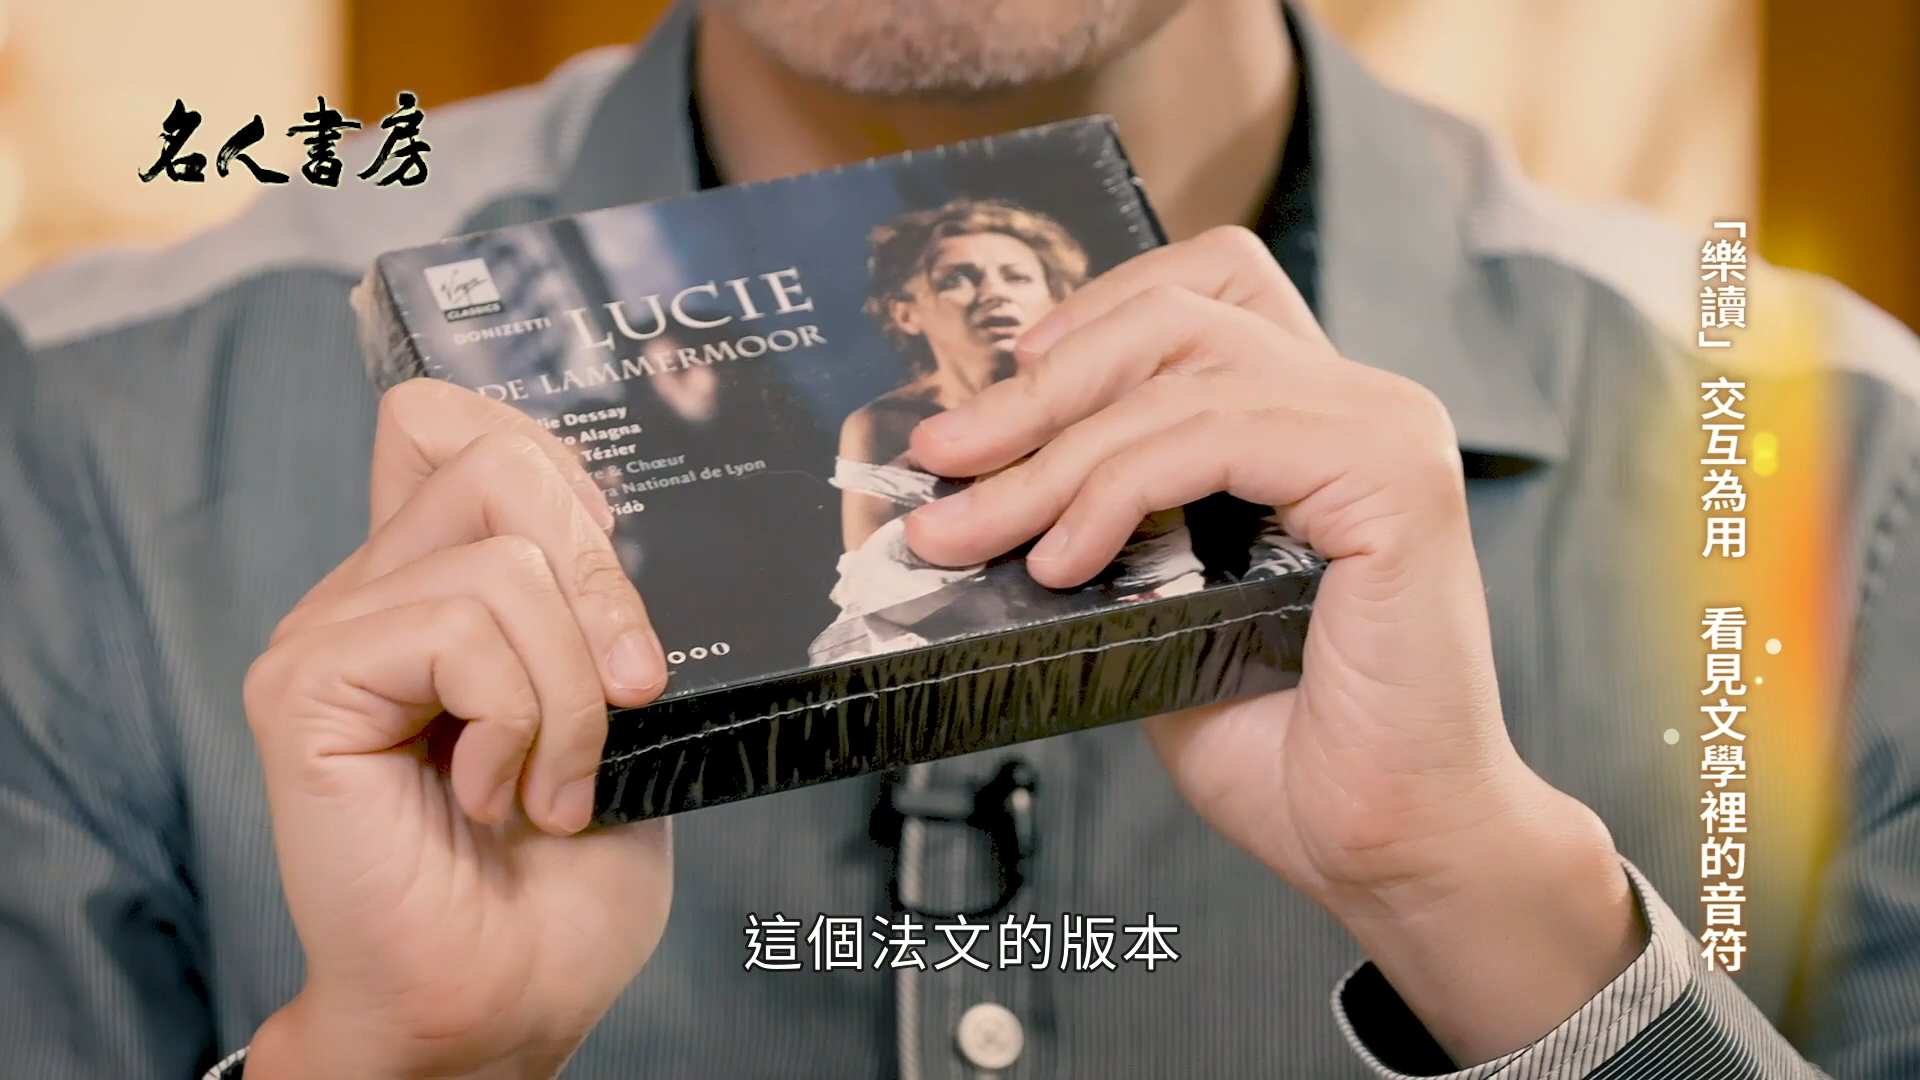 名人書房
Virgin
CLASSICS
DONIZETTI
LUCIE
DE LAMMERMOOR
Dessay
Alagna
Tézier
& Chœur
National de Lyon
Pidò
「樂讀」交互為用 看見文學裡的音符
這個法文的版本